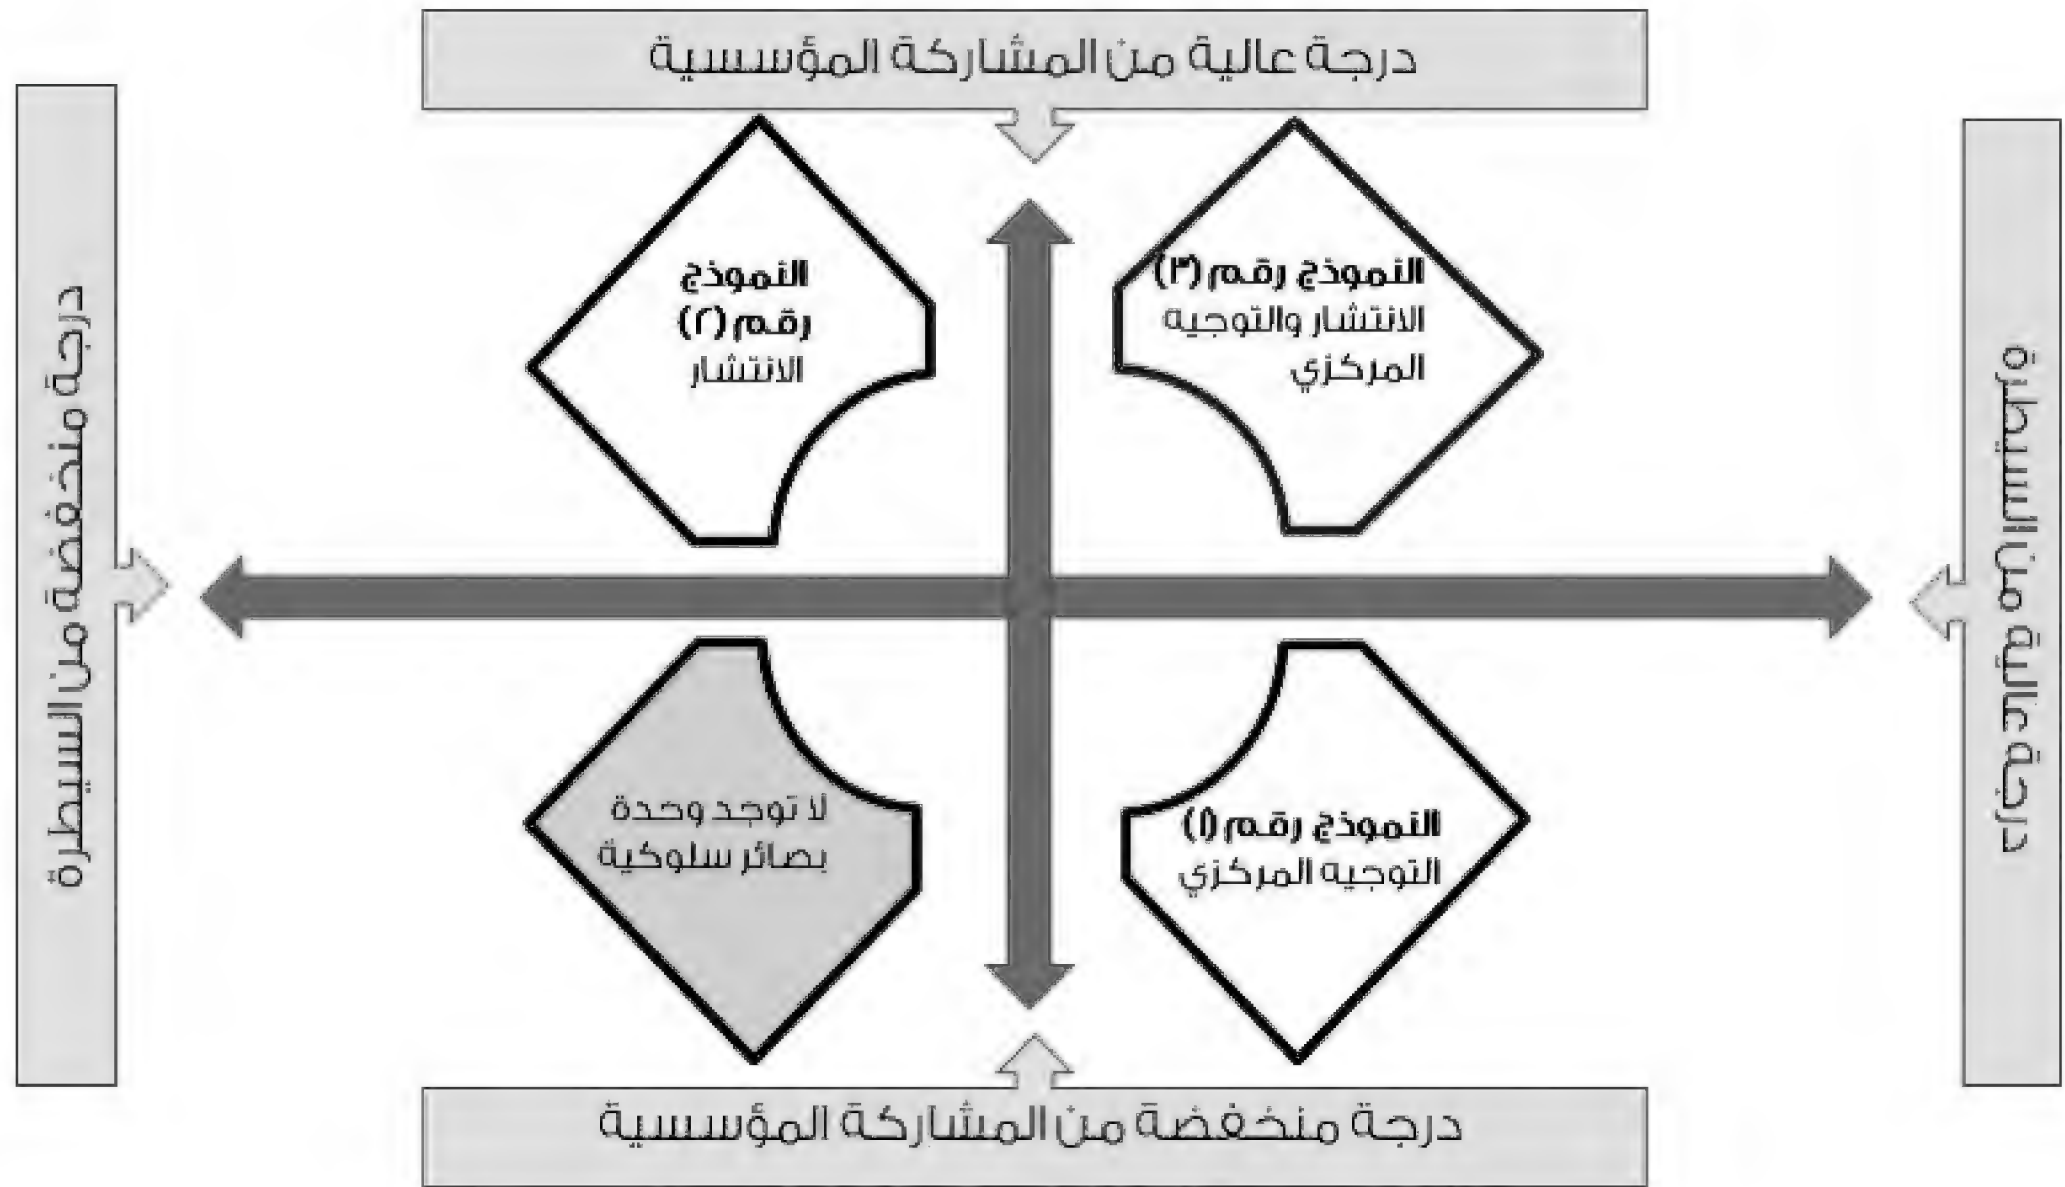 درجة عالية من المشاركة المؤسسية
درجة عالية من السيطرة
درجة منخفضة من السيطرة
النموذج رقم (٣)
الانتشار والتوجيه
المركزي
النموذج
رقم (٢)
الانتشار
النموذج رقم (١)
التوجيه المركزي
لا توجد وحدة
بصائر سلوكية
درجة منخفضة من المشاركة المؤسسية